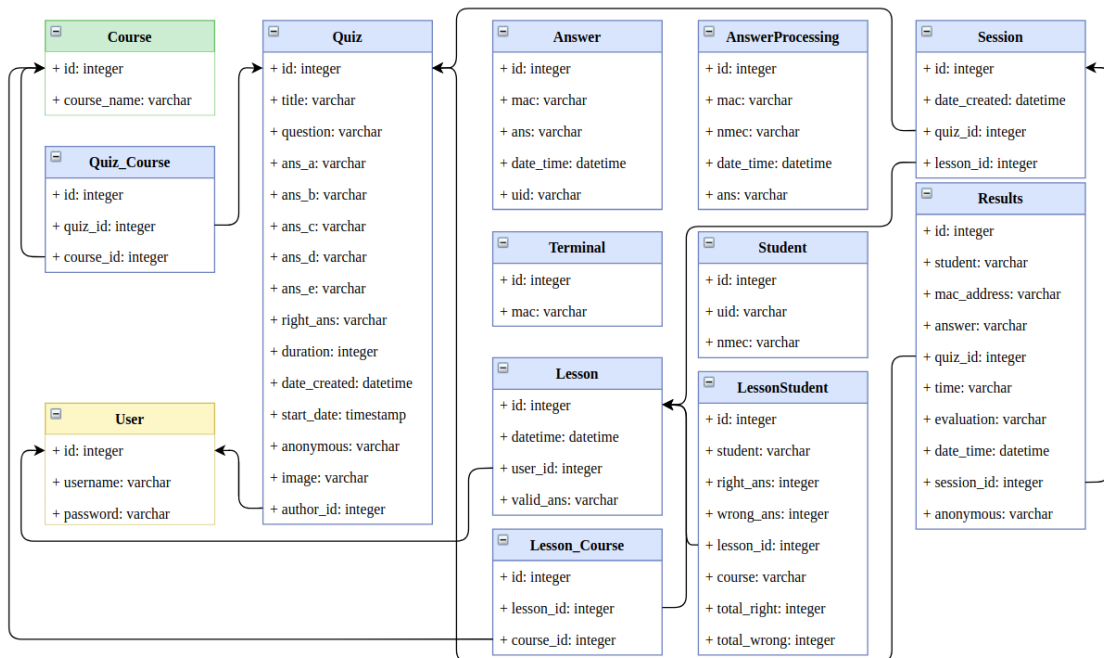 Course
+ id: integer
+ course_name: varchar
Quiz_Course
+ id: integer
+ quiz_id: integer
+ course_id: integer
User
+ id: integer
+ username: varchar
+ password: varchar
Quiz
+ id: integer
+ title: varchar
+ question: varchar
+ ans_a: varchar
+ ans_b: varchar
+ ans_c: varchar
+ ans_d: varchar
+ ans_e: varchar
+ right_ans: varchar
+ duration: integer
+ date_created: datetime
+ start_date: timestamp
+ anonymous: varchar
+ image: varchar
+ author_id: integer
Answer
+ id: integer
+ mac: varchar
+ ans: varchar
+ date_time: datetime
+ uid: varchar
Terminal
+ id: integer
+ mac: varchar
Lesson
+ id: integer
+ datetime: datetime
+ user_id: integer
+ valid_ans: varchar
Lesson_Course
+ id: integer
+ lesson_id: integer
+ course_id: integer
AnswerProcessing
+ id: integer
+ mac: varchar
+ nmec: varchar
+ date_time: datetime
+ ans: varchar
Student
+ id: integer
+ uid: varchar
+ nmec: varchar
LessonStudent
+ id: integer
+ student: varchar
+ right_ans: integer
+ wrong_ans: integer
+ lesson_id: integer
+ course: varchar
+ total_right: integer
+ total_wrong: integer
Session
+ id: integer
+ date_created: datetime
+ quiz_id: integer
+ lesson_id: integer
Results
+ id: integer
+ student: varchar
+ mac_address: varchar
+ answer: varchar
+ quiz_id: integer
+ time: varchar
+ evaluation: varchar
+ date_time: datetime
+ session_id: integer
+ anonymous: varchar